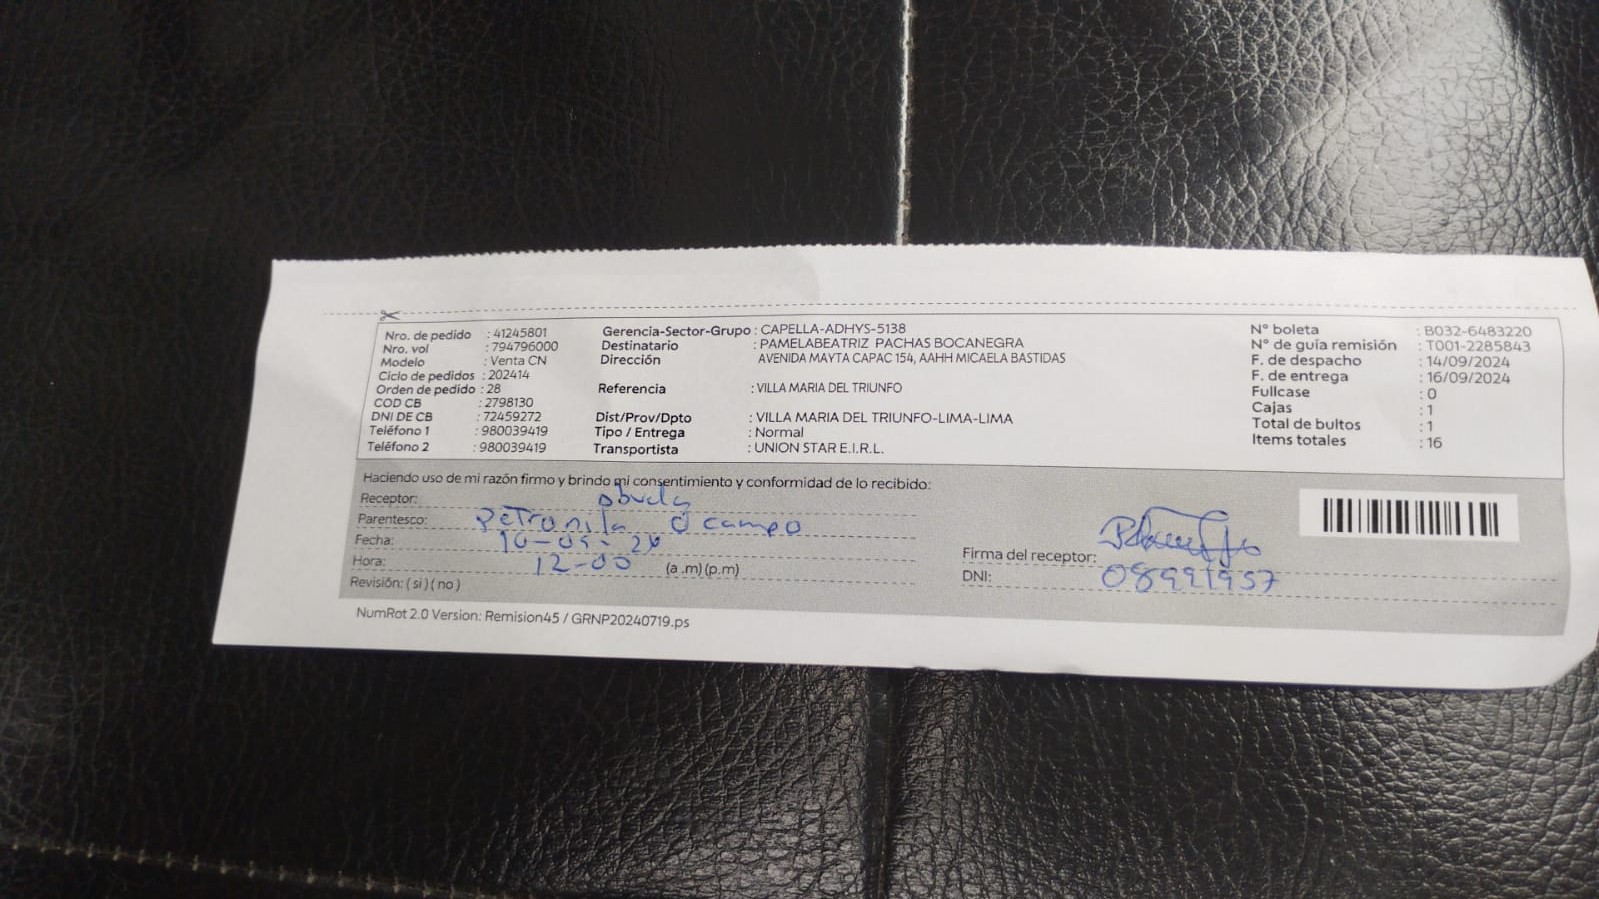 Nro. de pedido : 41245801
Nro. vol : 794796000
Modelo : Venta CN
Ciclo de pedidos : 202414
Orden de pedido : 28
COD CB : 2798130
DNI DE CB : 72459272
Teléfono 1 : 980039419
Teléfono 2 : 980039419
Gerencia-Sector-Grupo : CAPELLA-ADHYS-5138
Destinatario : PAMELABEATRIZ PACHAS BOCANEGRA
Dirección AVENIDA MAYTA CAPAC 154, AAHH MICAELA BASTIDAS
Referencia : VILLA MARIA DEL TRIUNFO
Dist/Prov/Dpto : VILLA MARIA DEL TRIUNFO-LIMA-LIMA
Tipo / Entrega : Normal
Transportista : UNION STAR E.I.R.L.
N° boleta : B032-6483220
N° de guía remisión : T001-2285843
F. de despacho : 14/09/2024
F. de entrega : 16/09/2024
Fullcase : 0
Cajas : 1
Total de bultos : 1
Items totales : 16
Haciendo uso de mi razón firmo y brindo mi consentimiento y conformidad de lo recibido:
Receptor: abuela
Parentesco: Petronila Ocampo
Fecha:
Hora: 12-00 (a .m) (p.m)
Revisión: ( si ) ( no )
Firma del receptor:
DNI: 08991957
NumRot 2.0 Version: Remision45 / GRNP20240719.ps